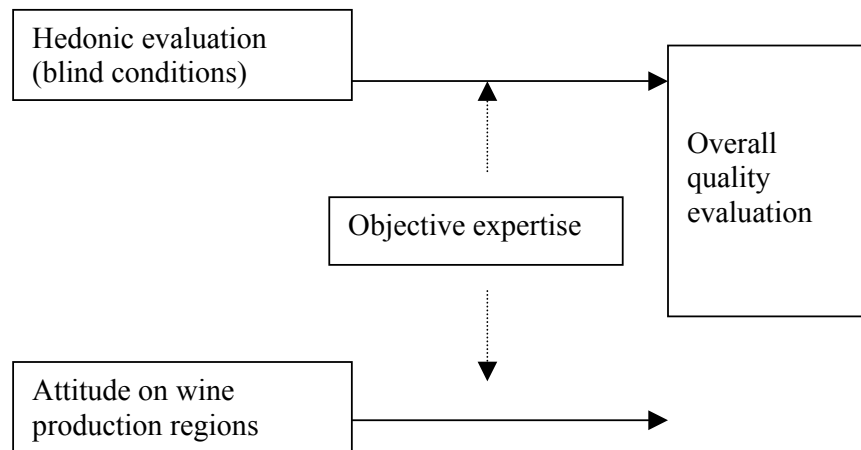 Hedonic evaluation
(blind conditions)
Overall
quality
evaluation
Objective expertise
Attitude on wine
production regions